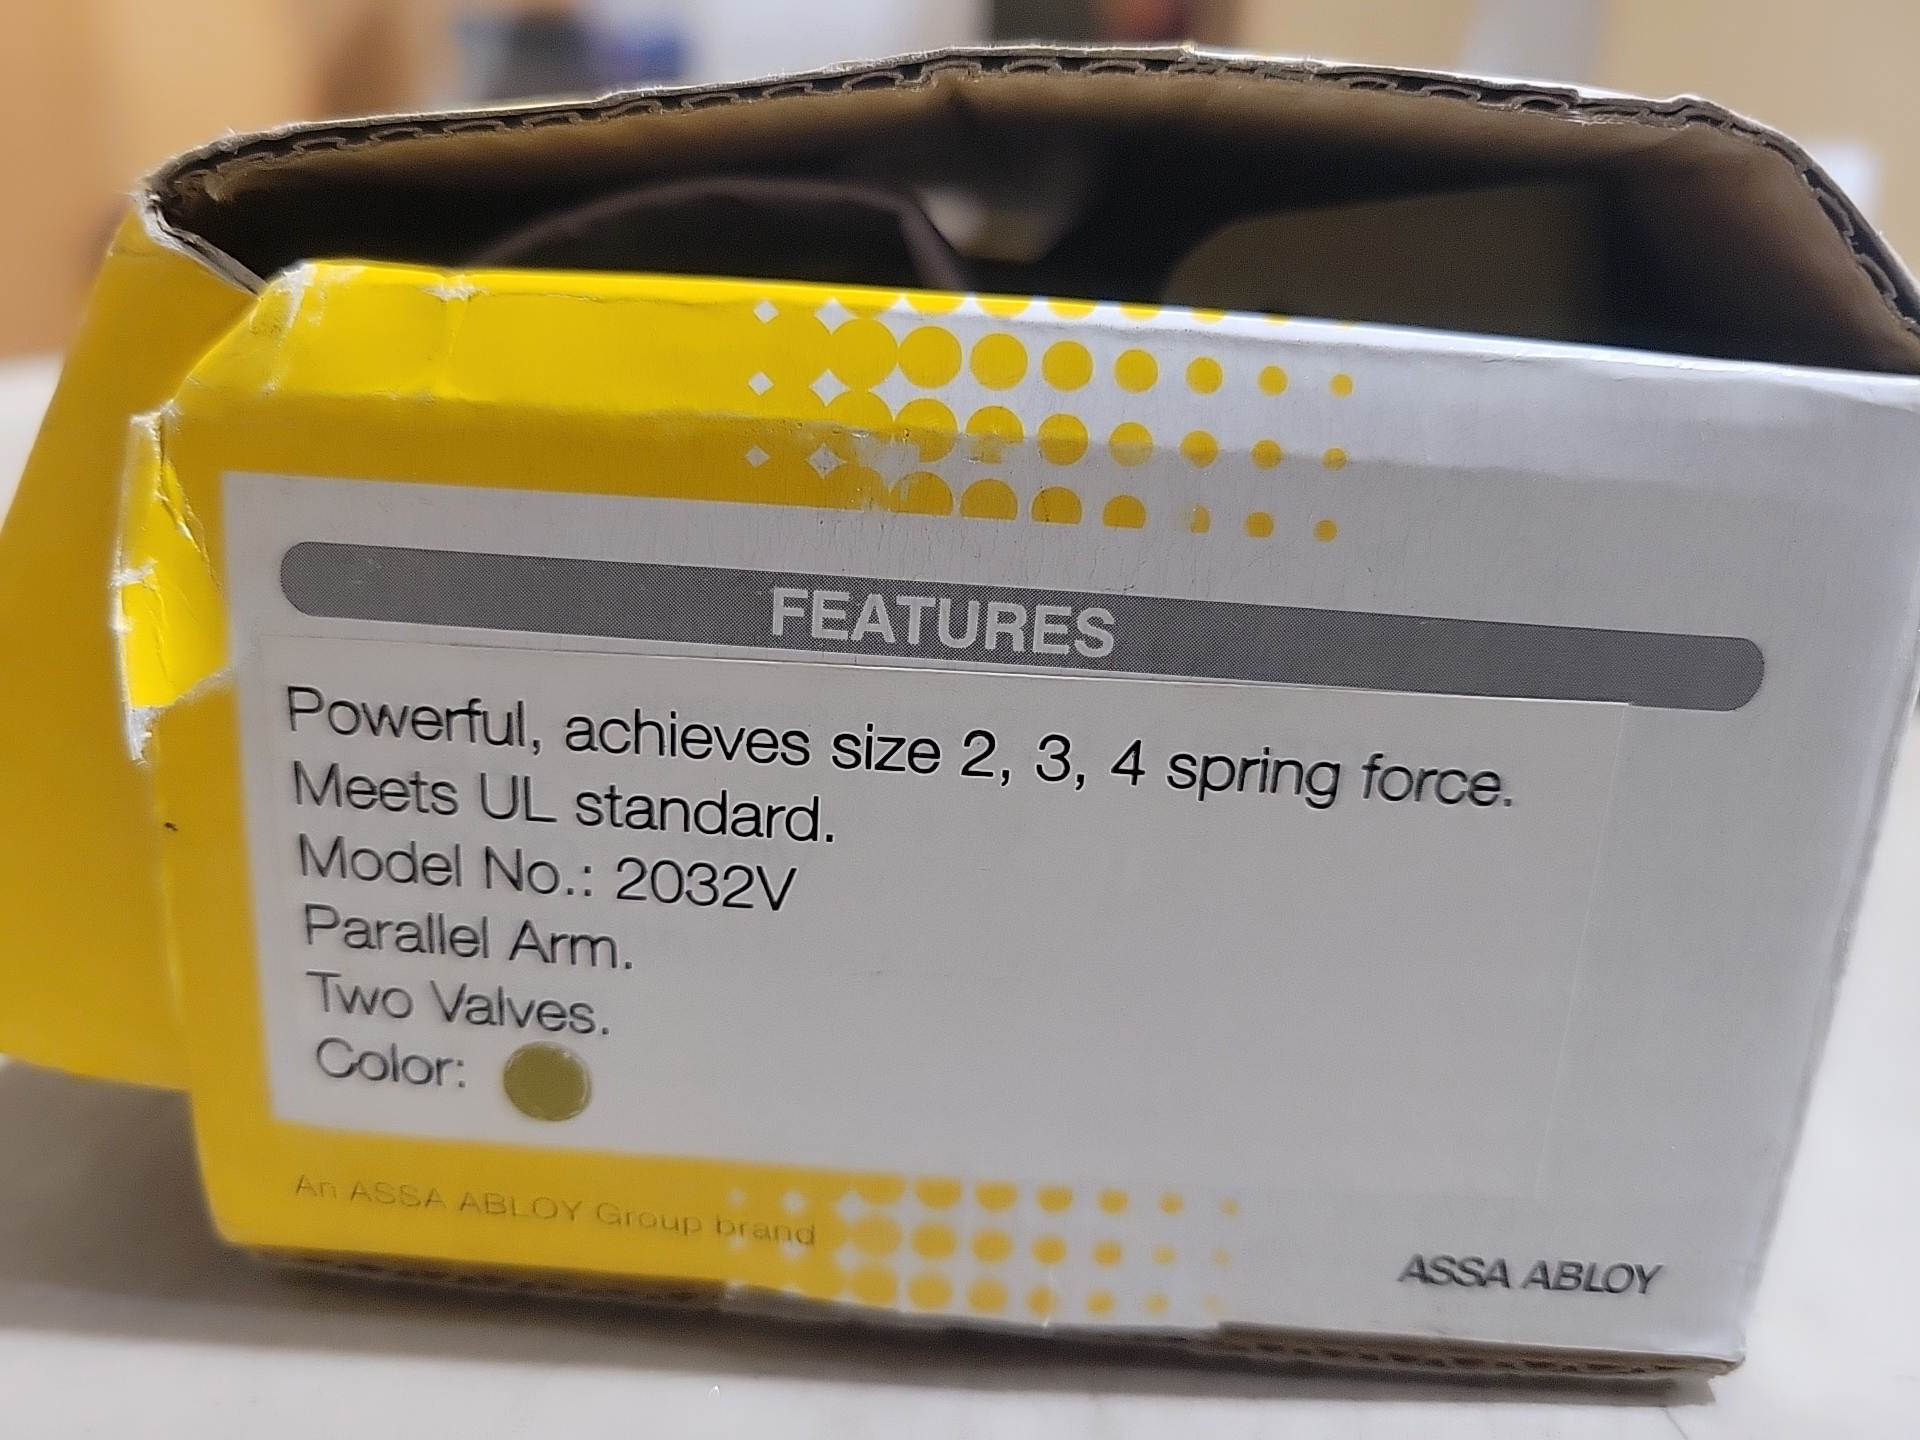 FEATURES
Powerful, achieves size 2, 3, 4 spring force.
Meets UL standard.
Model No.: 2032V
Parallel Arm.
Two Valves.
Color:
An ASSA ABLOY Group brand
ASSA ABLOY